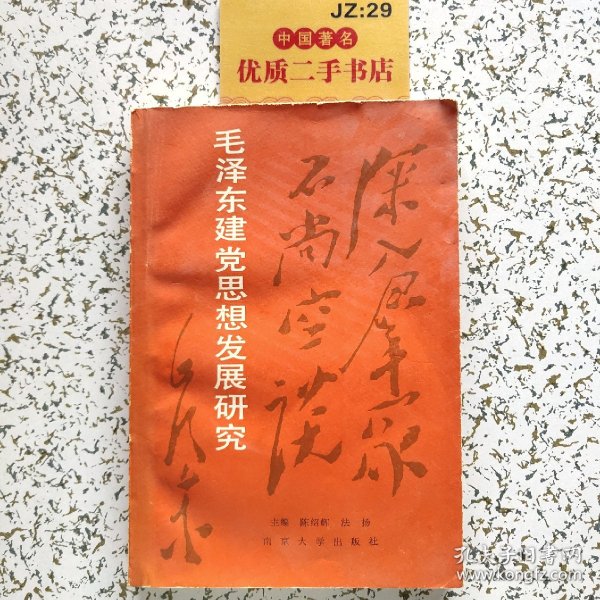 JZ:29
中国著名
优质二手书店
毛泽东建党思想发展研究
深入群众
不尚空谈
毛泽东
主编 陈绍辉 法扬
南京大学出版社
孔夫子旧书网
www.kongfz.com